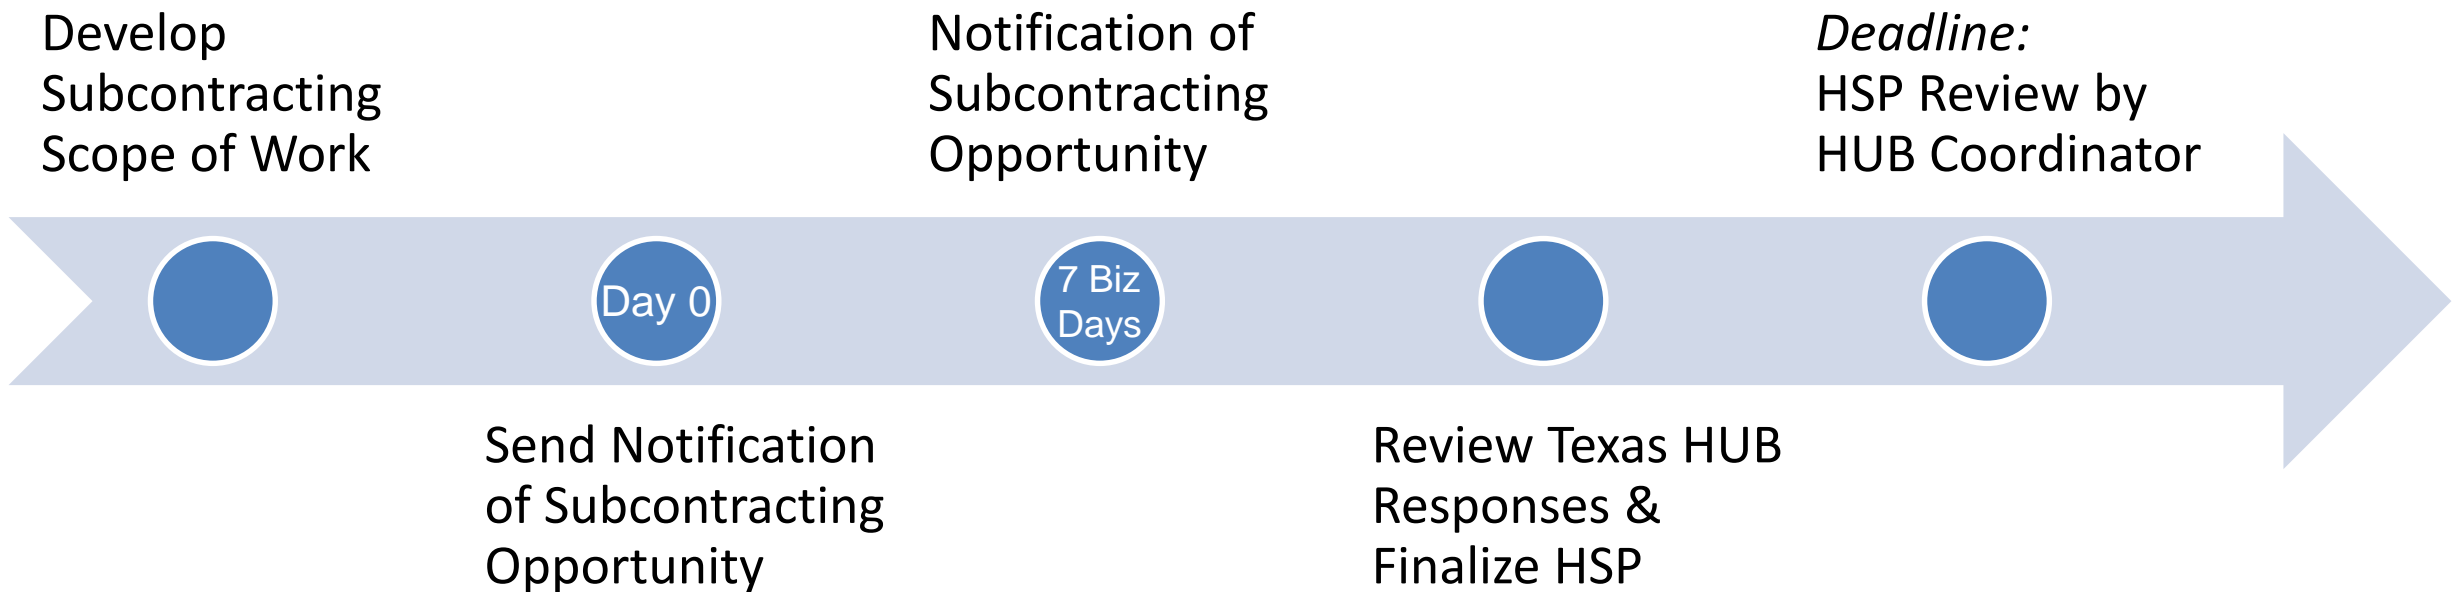 Develop
Subcontracting
Scope of Work
Notification of
Subcontracting
Opportunity
Deadline:
HSP Review by
HUB Coordinator
Day 0
7 Biz
Days
Send Notification
of Subcontracting
Opportunity
Review Texas HUB
Responses &
Finalize HSP